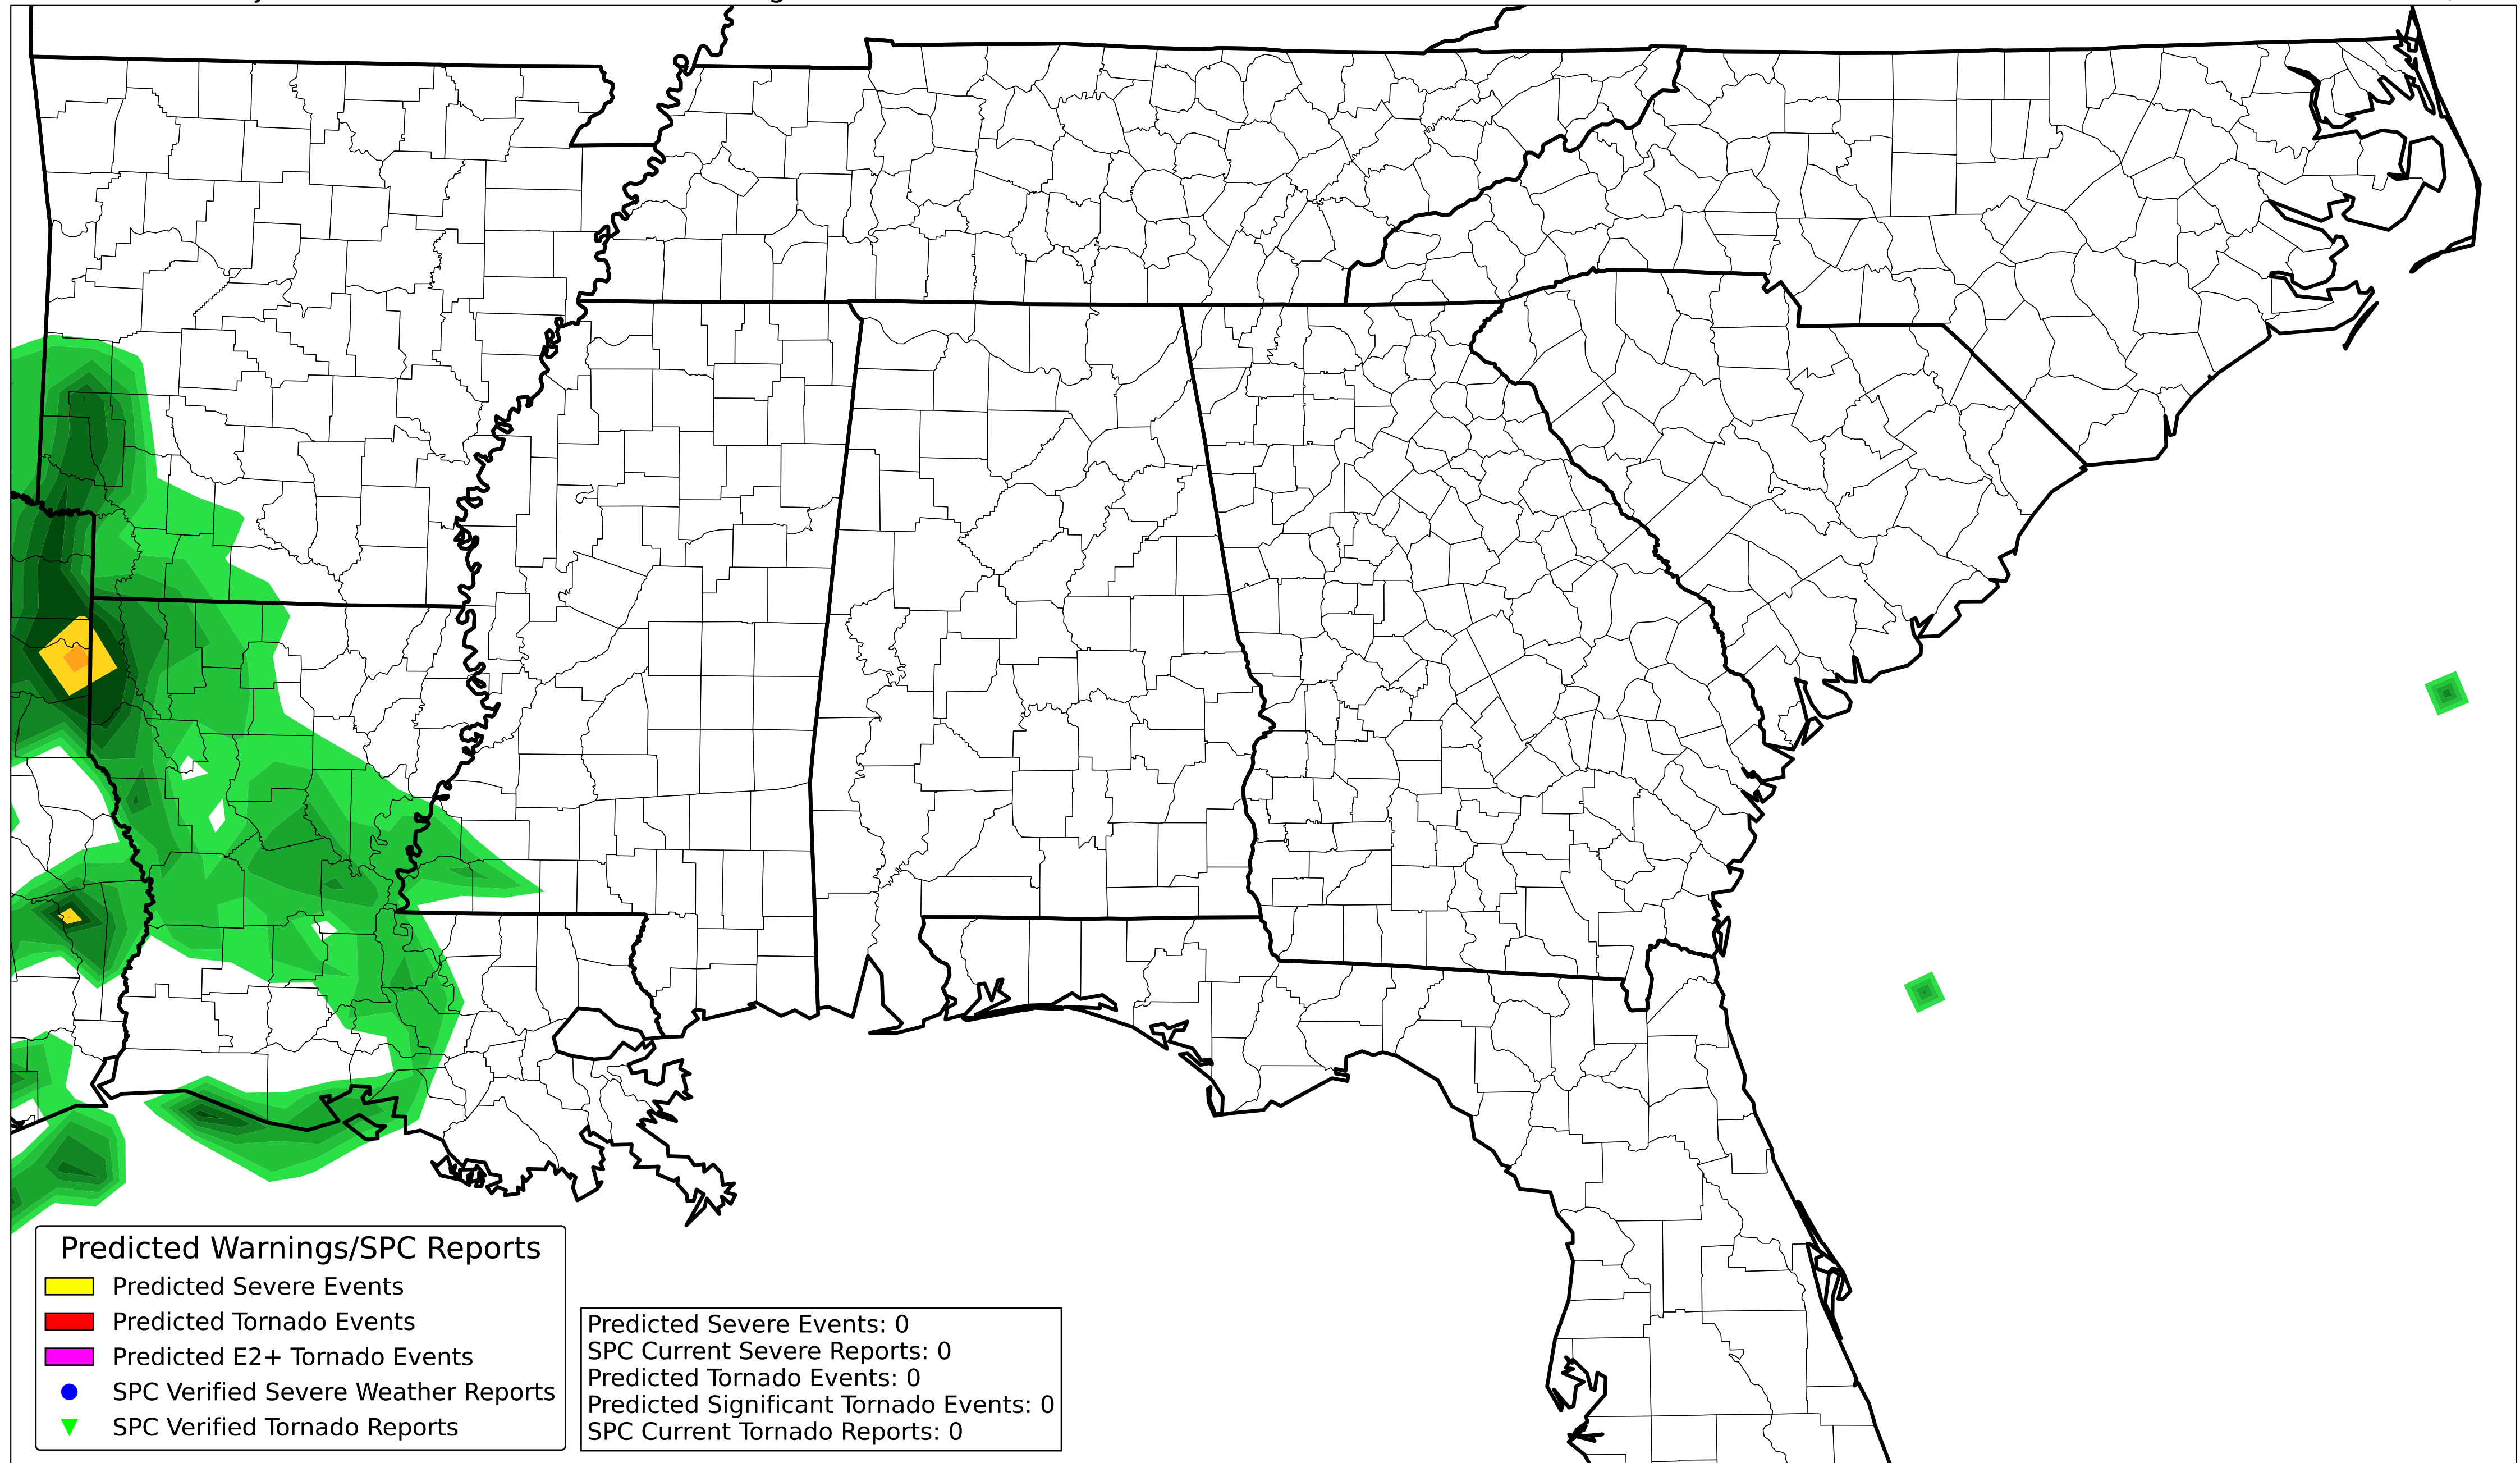 Predicted Warnings/SPC Reports
Predicted Severe Events
Predicted Tornado Events
Predicted E2+ Tornado Events
SPC Verified Severe Weather Reports
SPC Verified Tornado Reports
Predicted Severe Events: 0
SPC Current Severe Reports: 0
Predicted Tornado Events: 0
Predicted Significant Tornado Events: 0
SPC Current Tornado Reports: 0